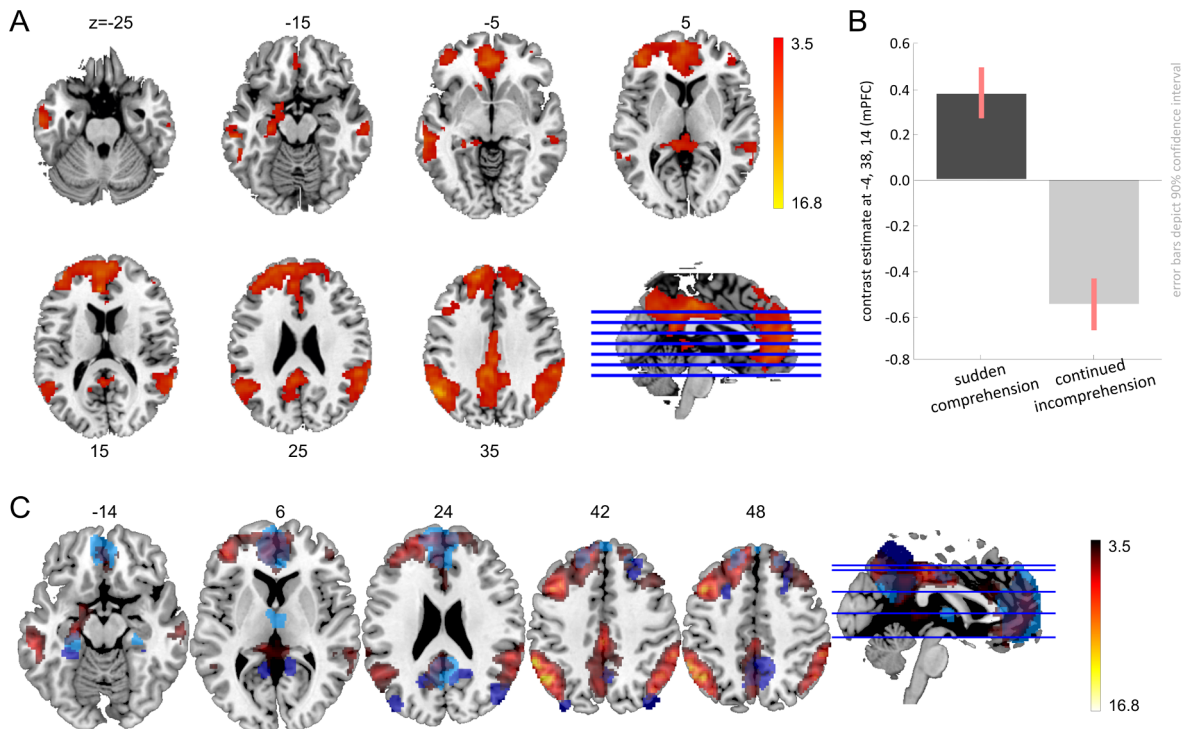 A
z=-25
-15
-5
5
3.5
16.8
15
25
35
B
contrast estimate at -4, 38, 14 (mPFC)
0.6
0.4
0.2
0.0
-0.2
-0.4
-0.6
-0.8
sudden
comprehension
continued
incomprehension
error bars depict 90% confidence interval
C
-14
6
24
42
48
3.5
16.8